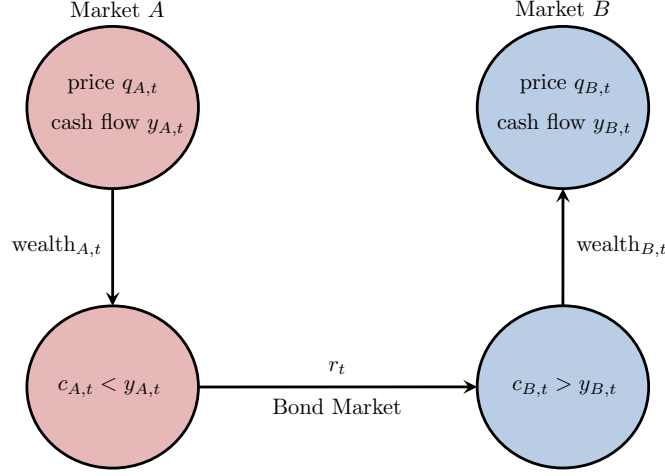 Market A
Market B
price q_{A,t}
cash flow y_{A,t}
price q_{B,t}
cash flow y_{B,t}
wealth_{A,t}
wealth_{B,t}
c_{A,t} < y_{A,t}
r_t
Bond Market
c_{B,t} > y_{B,t}